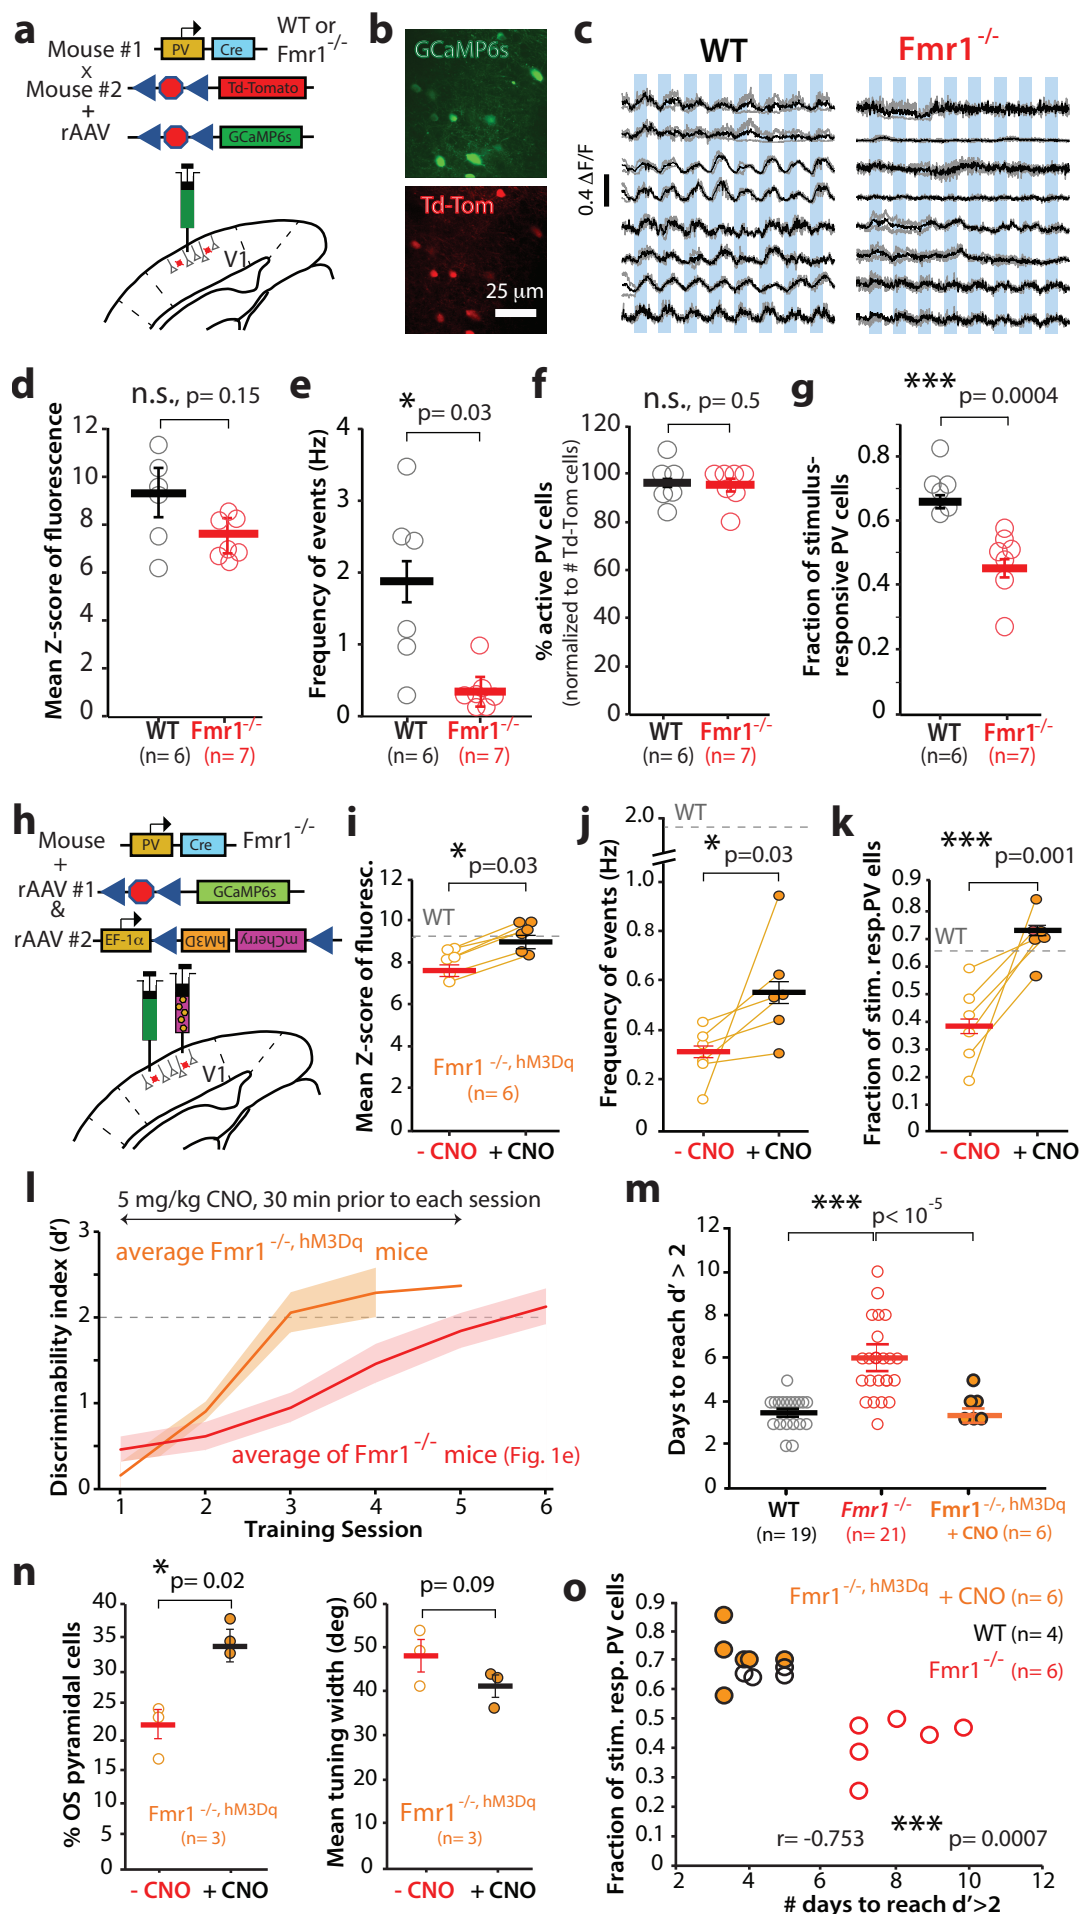 a
Mouse #1
PV
Cre
WT or
Fmr1-/-
x
Mouse #2
Td-Tomato
+
rAAV
GCaMP6s
V1
b
GCaMP6s
Td-Tom
25 μm
c
WT
Fmr1-/-
0.4 ΔF/F
d
n.s., p= 0.15
Mean Z-score of fluorescence
12
10
8
6
4
2
0
WT
Fmr1-/-
(n= 6)
(n= 7)
e
*
p= 0.03
Frequency of events (Hz)
4
3
2
1
0
WT
Fmr1-/-
(n= 6)
(n= 7)
f
n.s., p= 0.5
% active PV cells
(normalized to # Td-Tom cells)
120
100
80
60
40
20
0
WT
Fmr1-/-
(n= 6)
(n= 7)
g
***
p= 0.0004
Fraction of stimulus-
responsive PV cells
0.8
0.6
0.4
0.2
0
WT
Fmr1-/-
(n=6)
(n=7)
h
Mouse
PV
Cre
Fmr1-/-
+
rAAV #1
GCaMP6s
&
rAAV #2
EF-1α
hM3D
mCherry
V1
i
*
p=0.03
Mean Z-score of fluoresc.
12
10
8
6
4
2
0
WT
Fmr1-/-, hM3Dq
(n= 6)
- CNO
+ CNO
j
WT
*
p=0.03
Frequency of events (Hz)
2.0
1.0
0.8
0.6
0.4
0.2
0
- CNO
+ CNO
k
***
p=0.001
Fraction of stim. resp.PV ells
0.9
0.8
0.7
0.6
0.5
0.4
0.3
0.2
0.1
0
WT
- CNO
+ CNO
l
5 mg/kg CNO, 30 min prior to each session
Discriminability index (d')
3
2
1
0
average Fmr1-/-, hM3Dq mice
average of Fmr1-/- mice (Fig. 1e)
1
2
3
4
5
6
Training Session
m
***
p< 10-5
Days to reach d' > 2
12
10
8
6
4
2
0
WT
Fmr1-/-
Fmr1-/-, hM3Dq
(n= 19)
(n= 21)
+ CNO (n= 6)
n
*
p= 0.02
% OS pyramidal cells
40
35
30
25
20
15
10
5
0
Fmr1-/-, hM3Dq
(n= 3)
- CNO
+ CNO
p= 0.09
Mean tuning width (deg)
60
50
40
30
20
10
0
Fmr1-/-, hM3Dq
(n= 3)
- CNO
+ CNO
o
Fmr1-/-, hM3Dq + CNO (n= 6)
WT (n= 4)
Fmr1-/- (n= 6)
Fraction of stim. resp. PV cells
0.9
0.8
0.7
0.6
0.5
0.4
0.3
0.2
0.1
0
r= -0.753
***
p= 0.0007
2
4
6
8
10
12
# days to reach d'>2